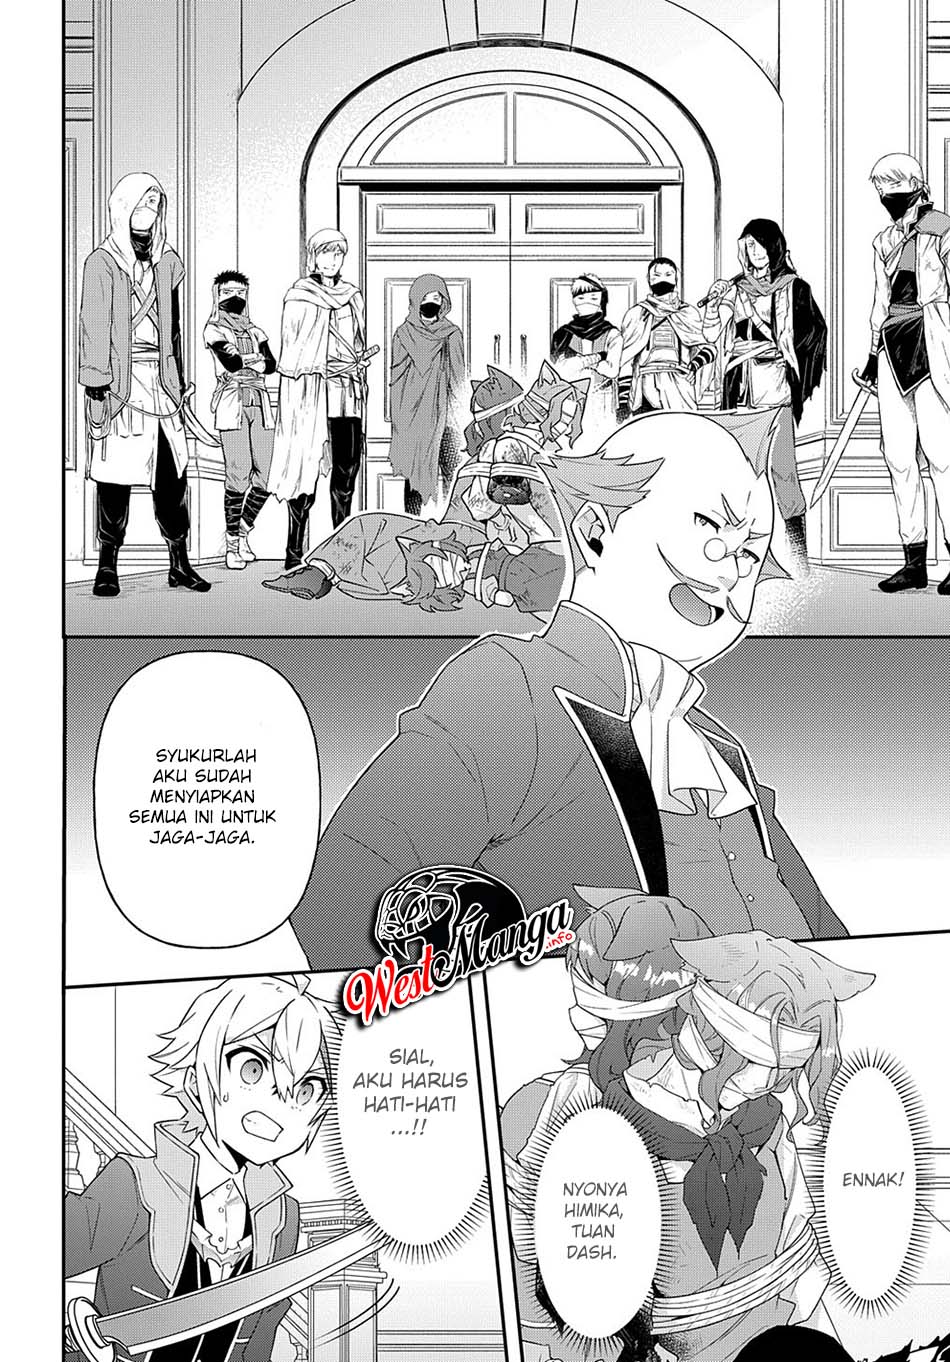 SYUKURLAH
AKU SUDAH
MENYIAPKAN
SEMUA INI UNTUK
JAGA-JAGA.
WestManga
.info
ENNAK!
NYONYA
HIMIKA,
TUAN
DASH.
SIAL,
AKU HARUS
HATI-HATI
...!!